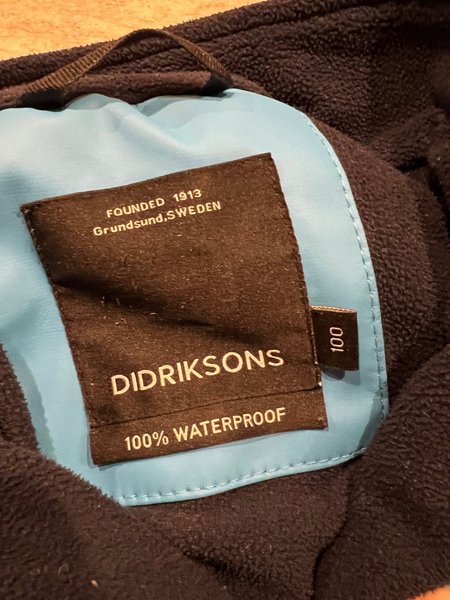 FOUNDED 1913
Grundsund,SWEDEN
DIDRIKSONS
100% WATERPROOF
100